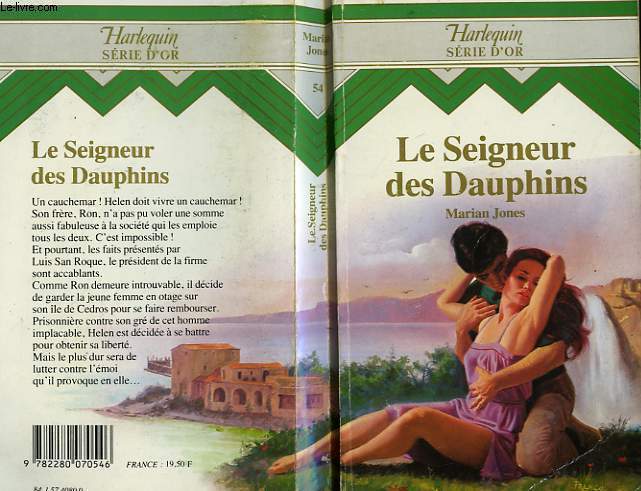 Le-livre.com
Harlequin
SÉRIE D'OR
Le Seigneur
des Dauphins
Un cauchemar ! Helen doit vivre un cauchemar !
Son frère, Ron, n'a pas pu voler une somme
aussi fabuleuse à la société qui les emploie
tous les deux. C'est impossible !
Et pourtant, les faits présentés par
Luis San Roque, le président de la firme
sont accablants.
Comme Ron demeure introuvable, il décide
de garder la jeune femme en otage sur
son île de Cedros pour se faire rembourser.
Prisonnière contre son gré de cet homme
implacable, Helen est décidée à se battre
pour obtenir sa liberté.
Mais le plus dur sera de
lutter contre l'émoi
qu'il provoque en elle...
9 782280 070546
FRANCE : 19,50 F
Jones
54
Le Seigneur
des Dauphins
Harlequin
SÉRIE D'OR
Le Seigneur
des Dauphins
Marian Jones